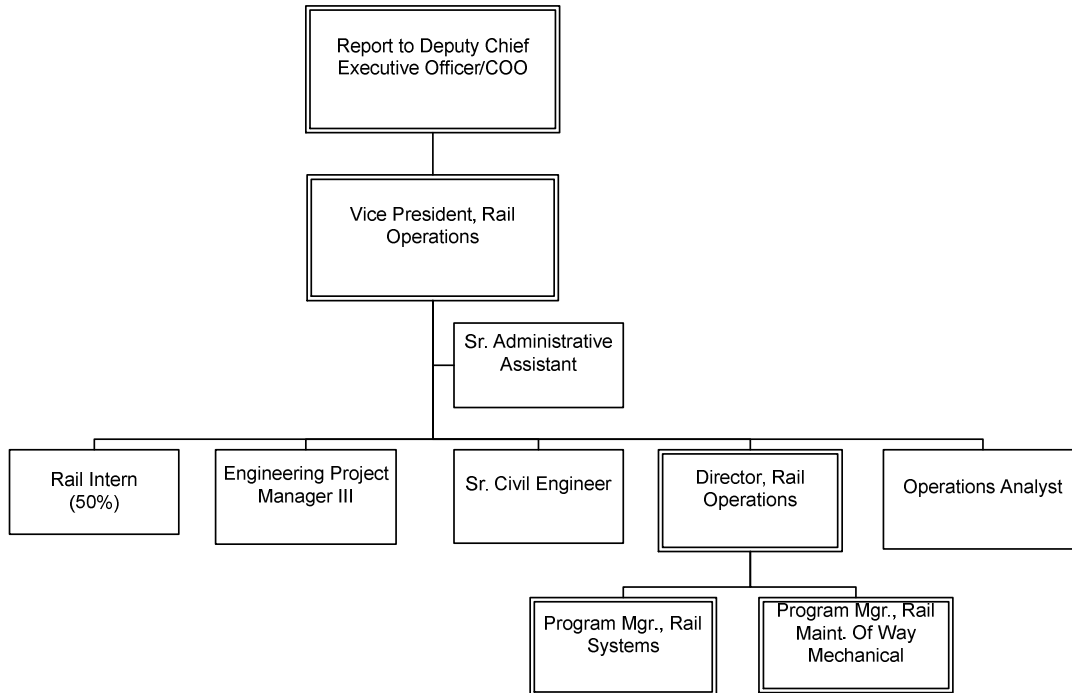 Report to Deputy Chief
Executive Officer/COO
Vice President, Rail
Operations
Sr. Administrative
Assistant
Rail Intern
(50%)
Engineering Project
Manager III
Sr. Civil Engineer
Director, Rail
Operations
Operations Analyst
Program Mgr., Rail
Systems
Program Mgr., Rail
Maint. Of Way
Mechanical